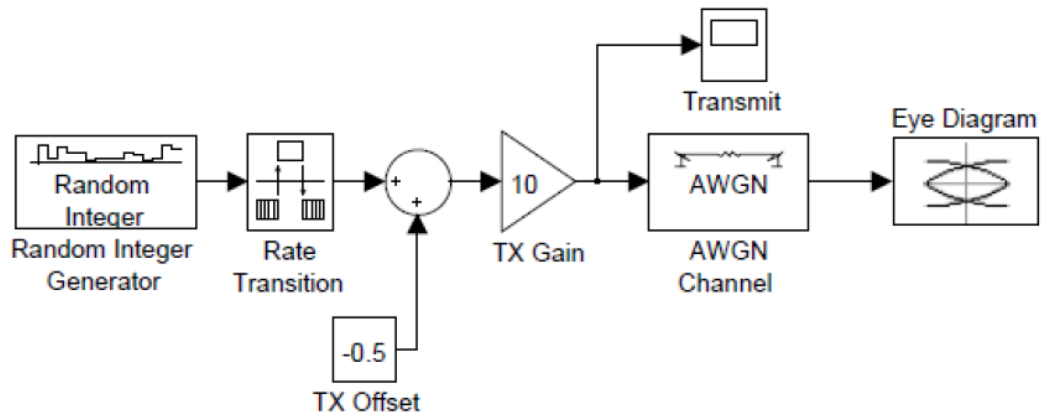 Transmit
Eye Diagram
Random
Integer
Random Integer
Generator
Rate
Transition
+
+
10
TX Gain
AWGN
AWGN
Channel
-0.5
TX Offset